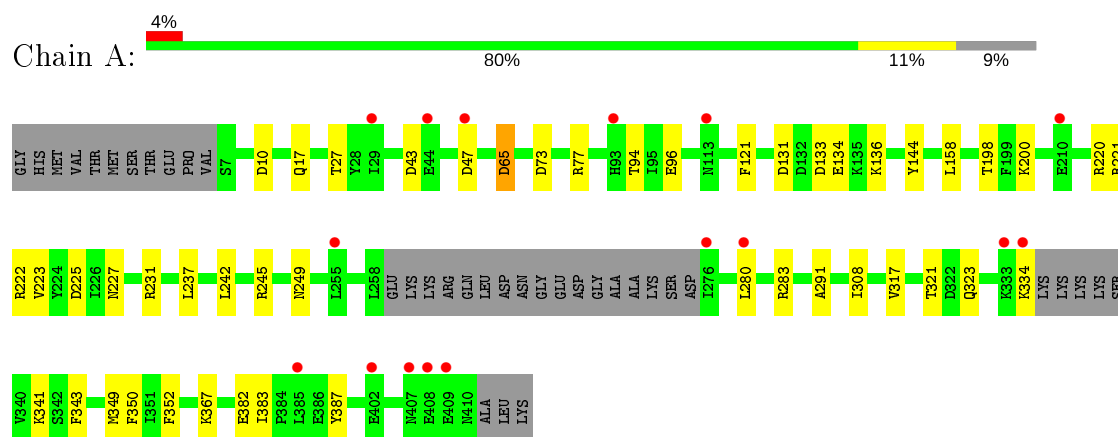 4%
Chain A:
80% 11% 9%
GLY HIS MET VAL THR MET SER THR GLU PRO VAL S7 D10 Q17 T27 Y28 I29 D43 E44 D47 D65 D73 R77 H93 T94 I95 E96 N113 F121 D131 D132 D133 E134 K135 K136 Y144 L158 T198 F199 K200 E210 R220 R221
R222 V223 Y224 D225 I226 N227 R231 L237 L242 R245 N249 L255 L258 GLU LYS LYS ARG GLN LEU ASP ASN GLY GLU ASP GLY ALA ALA LYS SER ASP I276 L280 R283 A291 I308 V317 T321 D322 Q323 K333 K334 LYS LYS LYS LYS SER
V340 K341 S342 F343 M349 F350 I351 F352 K367 E382 I383 P384 L385 E386 Y387 E402 N407 E408 E409 N410 ALA LEU LYS